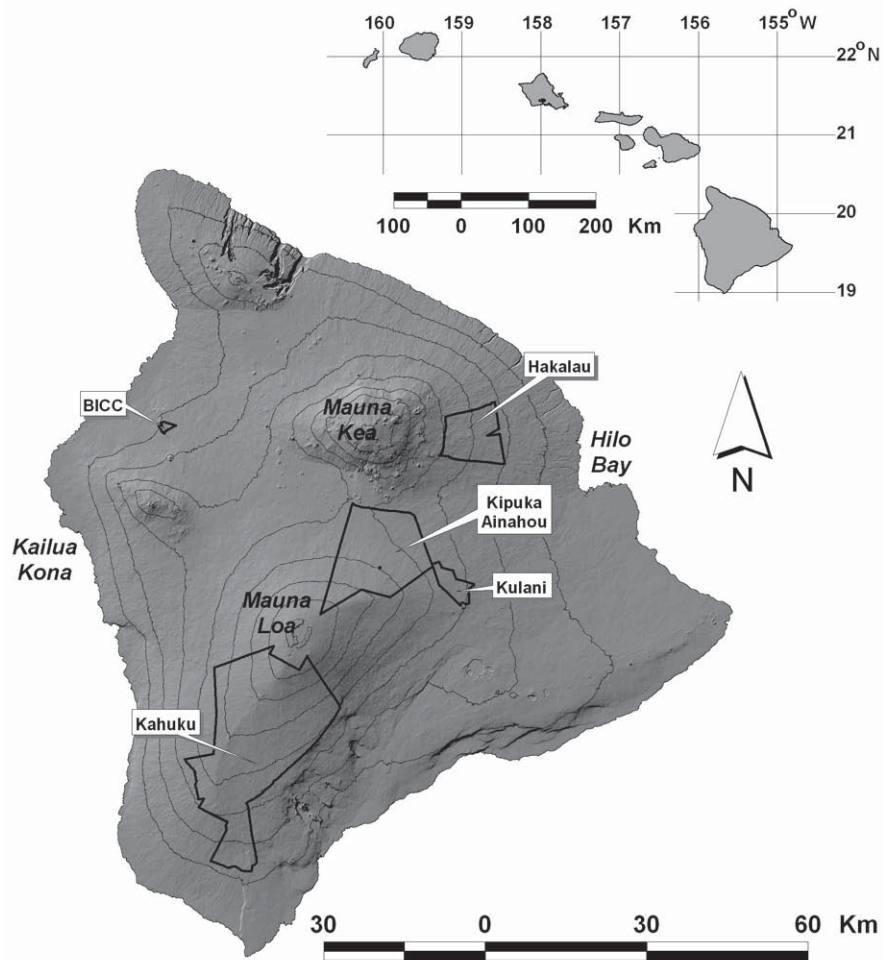 160 159 158 157 156 155°W
22°N
21
20
19
100 0 100 200 Km
Hakalau
BICC
Mauna
Kea
Hilo
Bay
N
Kipuka
Ainahou
Kailua
Kona
Kulani
Mauna
Loa
Kahuku
30 0 30 60 Km